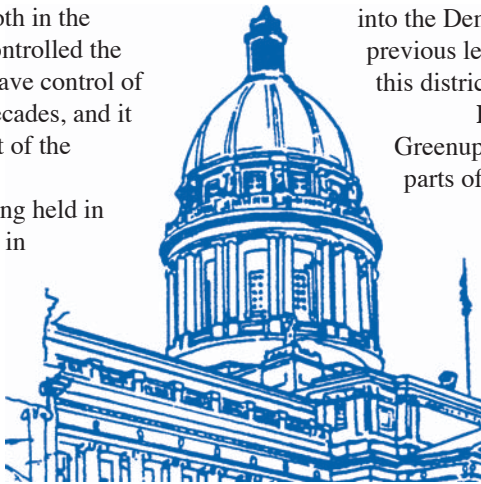 oth in the
ontrolled the
ave control of
ecades, and it
t of the
ng held in
in
into the Der
previous le
this distric
Greenup
parts of